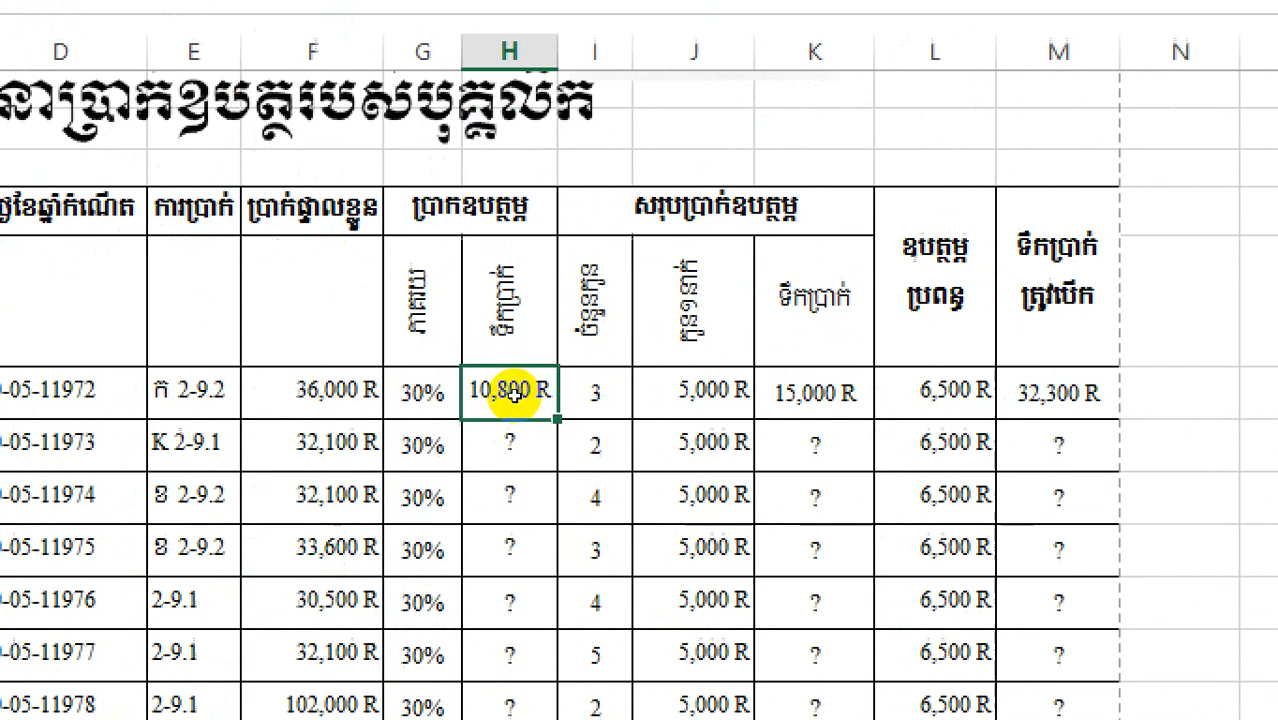 D E F G H I J K L M N
នាប្រាកឧបត្ថរបសបុគ្គលិក
ថ្ងៃខែឆ្នាំកំណើត ការប្រាក់ ប្រាក់ផ្ទាលខ្លួន ប្រាកឧបត្ថម្ភ សរុបប្រាក់ឧបត្ថម្ភ ឧបត្ថម្ភ ប្រពន្ធ ទឹកប្រាក់ ត្រូវបើក
ភាគរយ ទឹកប្រាក់ ចំនួនកូន កូន១នាក់ ទឹកប្រាក់
-05-11972 ក 2-9.2 36,000 R 30% 10,800 R 3 5,000 R 15,000 R 6,500 R 32,300 R
-05-11973 K 2-9.1 32,100 R 30% ? 2 5,000 R ? 6,500 R ?
-05-11974 ខ 2-9.2 32,100 R 30% ? 4 5,000 R ? 6,500 R ?
-05-11975 ខ 2-9.2 33,600 R 30% ? 3 5,000 R ? 6,500 R ?
-05-11976 2-9.1 30,500 R 30% ? 4 5,000 R ? 6,500 R ?
-05-11977 2-9.1 32,100 R 30% ? 5 5,000 R ? 6,500 R ?
-05-11978 2-9.1 102,000 R 30% ? 2 5,000 R ? 6,500 R ?